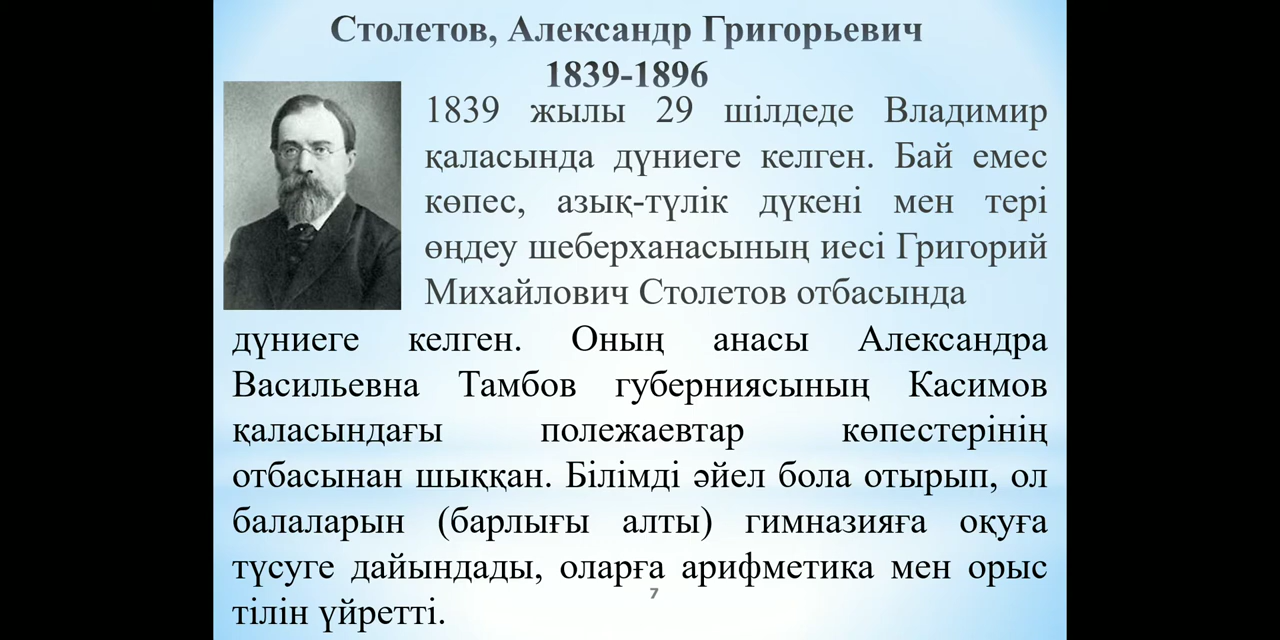 Столетов, Александр Григорьевич
1839-1896
1839 жылы 29 шілдеде Владимир
қаласында дүниеге келген. Бай емес
көпес, азық-түлік дүкені мен тері
өңдеу шеберханасының иесі Григорий
Михайлович Столетов отбасында
дүниеге келген. Оның анасы Александра
Васильевна Тамбов губерниясының Касимов
қаласындағы полежаевтар көпестерінің
отбасынан шыққан. Білімді әйел бола отырып, ол
балаларын (барлығы алты) гимназияға оқуға
түсуге дайындады, оларға арифметика мен орыс
тілін үйретті.
7